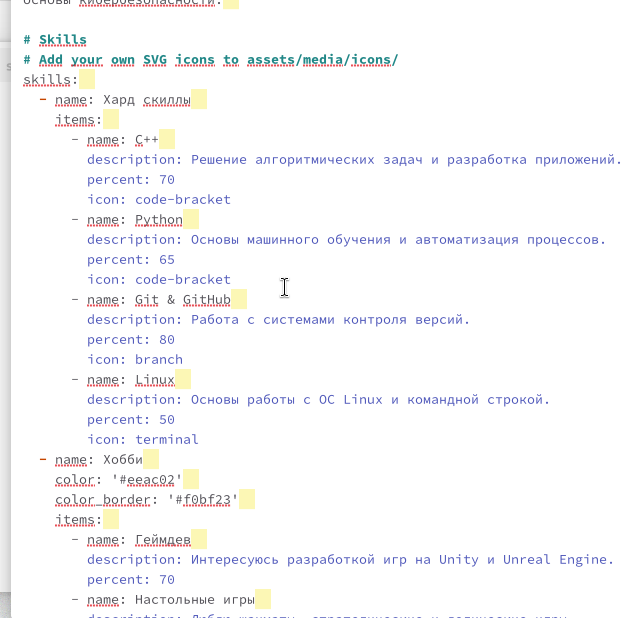 основы кибербезопасности.
# Skills
# Add your own SVG icons to assets/media/icons/
skills:
- name: Хард скиллы
items:
- name: C++
description: Решение алгоритмических задач и разработка приложений.
percent: 70
icon: code-bracket
- name: Python
description: Основы машинного обучения и автоматизация процессов.
percent: 65
icon: code-bracket
- name: Git & GitHub
description: Работа с системами контроля версий.
percent: 80
icon: branch
- name: Linux
description: Основы работы с ОС Linux и командной строкой.
percent: 50
icon: terminal
- name: Хобби
color: '#eeac02'
color_border: '#f0bf23'
items:
- name: Геймдев
description: Интересуюсь разработкой игр на Unity и Unreal Engine.
percent: 70
- name: Настольные игры